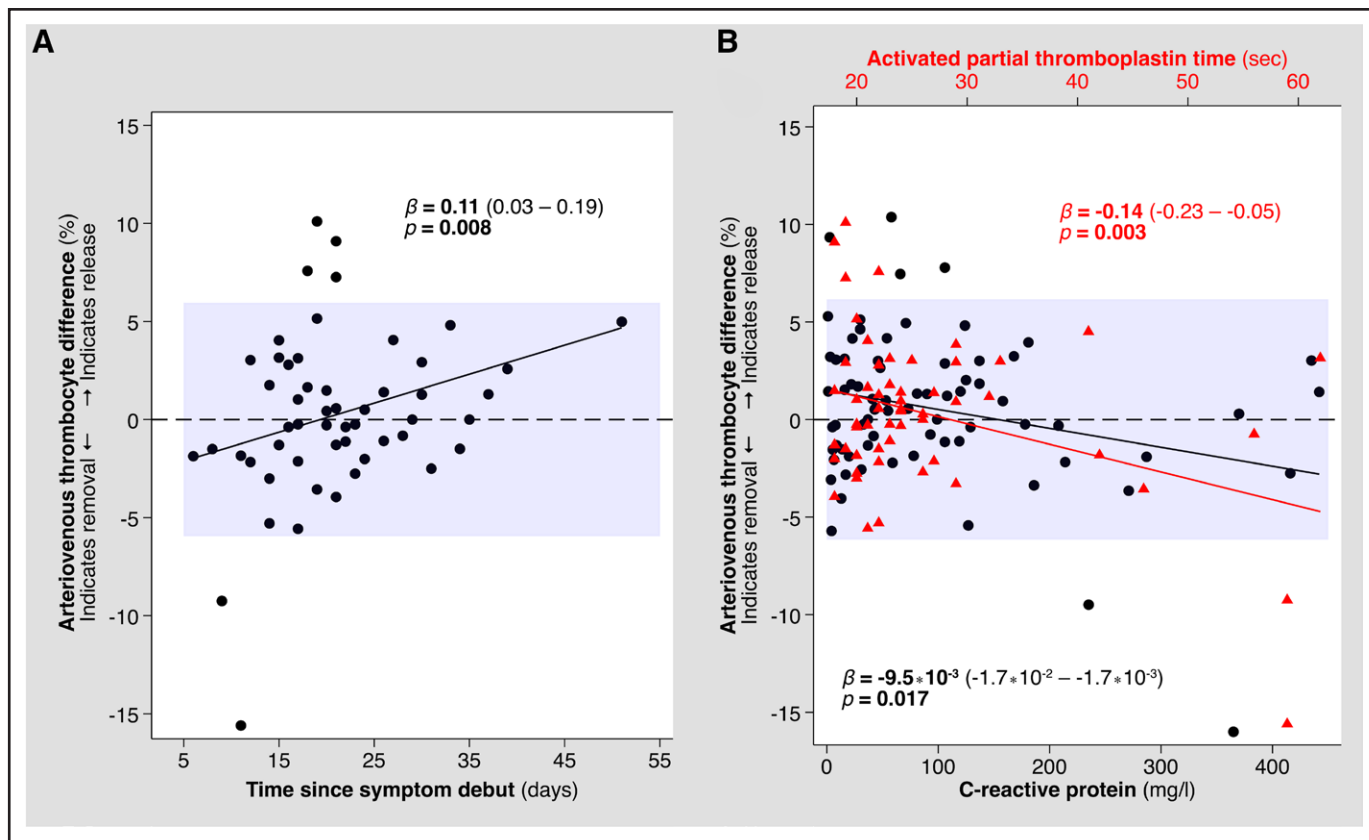 A
B
Activated partial thromboplastin time (sec)
20 30 40 50 60
15
10
5
0
-5
-10
-15
Arteriovenous thrombocyte difference (%)
Indicates removal ← → Indicates release
β = 0.11 (0.03 – 0.19)
p = 0.008
5 15 25 35 45 55
Time since symptom debut (days)
15
10
5
0
-5
-10
-15
Arteriovenous thrombocyte difference (%)
Indicates removal ← → Indicates release
β = -0.14 (-0.23 – -0.05)
p = 0.003
β = -9.5*10⁻³ (-1.7*10⁻² – -1.7*10⁻³)
p = 0.017
0 100 200 300 400
C-reactive protein (mg/l)